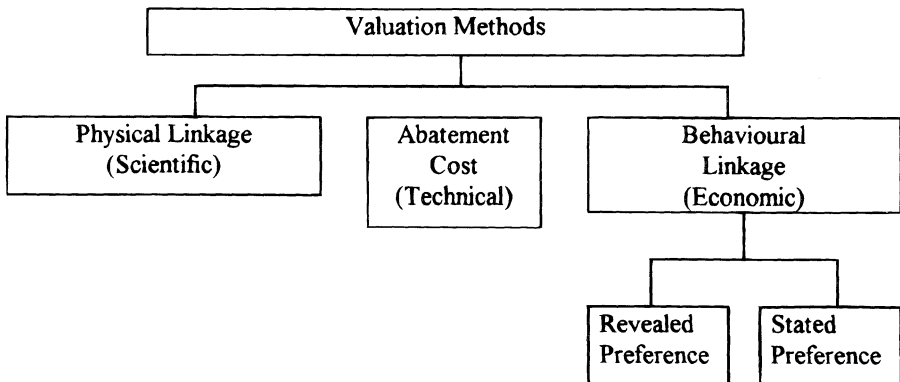 Valuation Methods
Physical Linkage
(Scientific)
Abatement
Cost
(Technical)
Behavioural
Linkage
(Economic)
Revealed
Preference
Stated
Preference